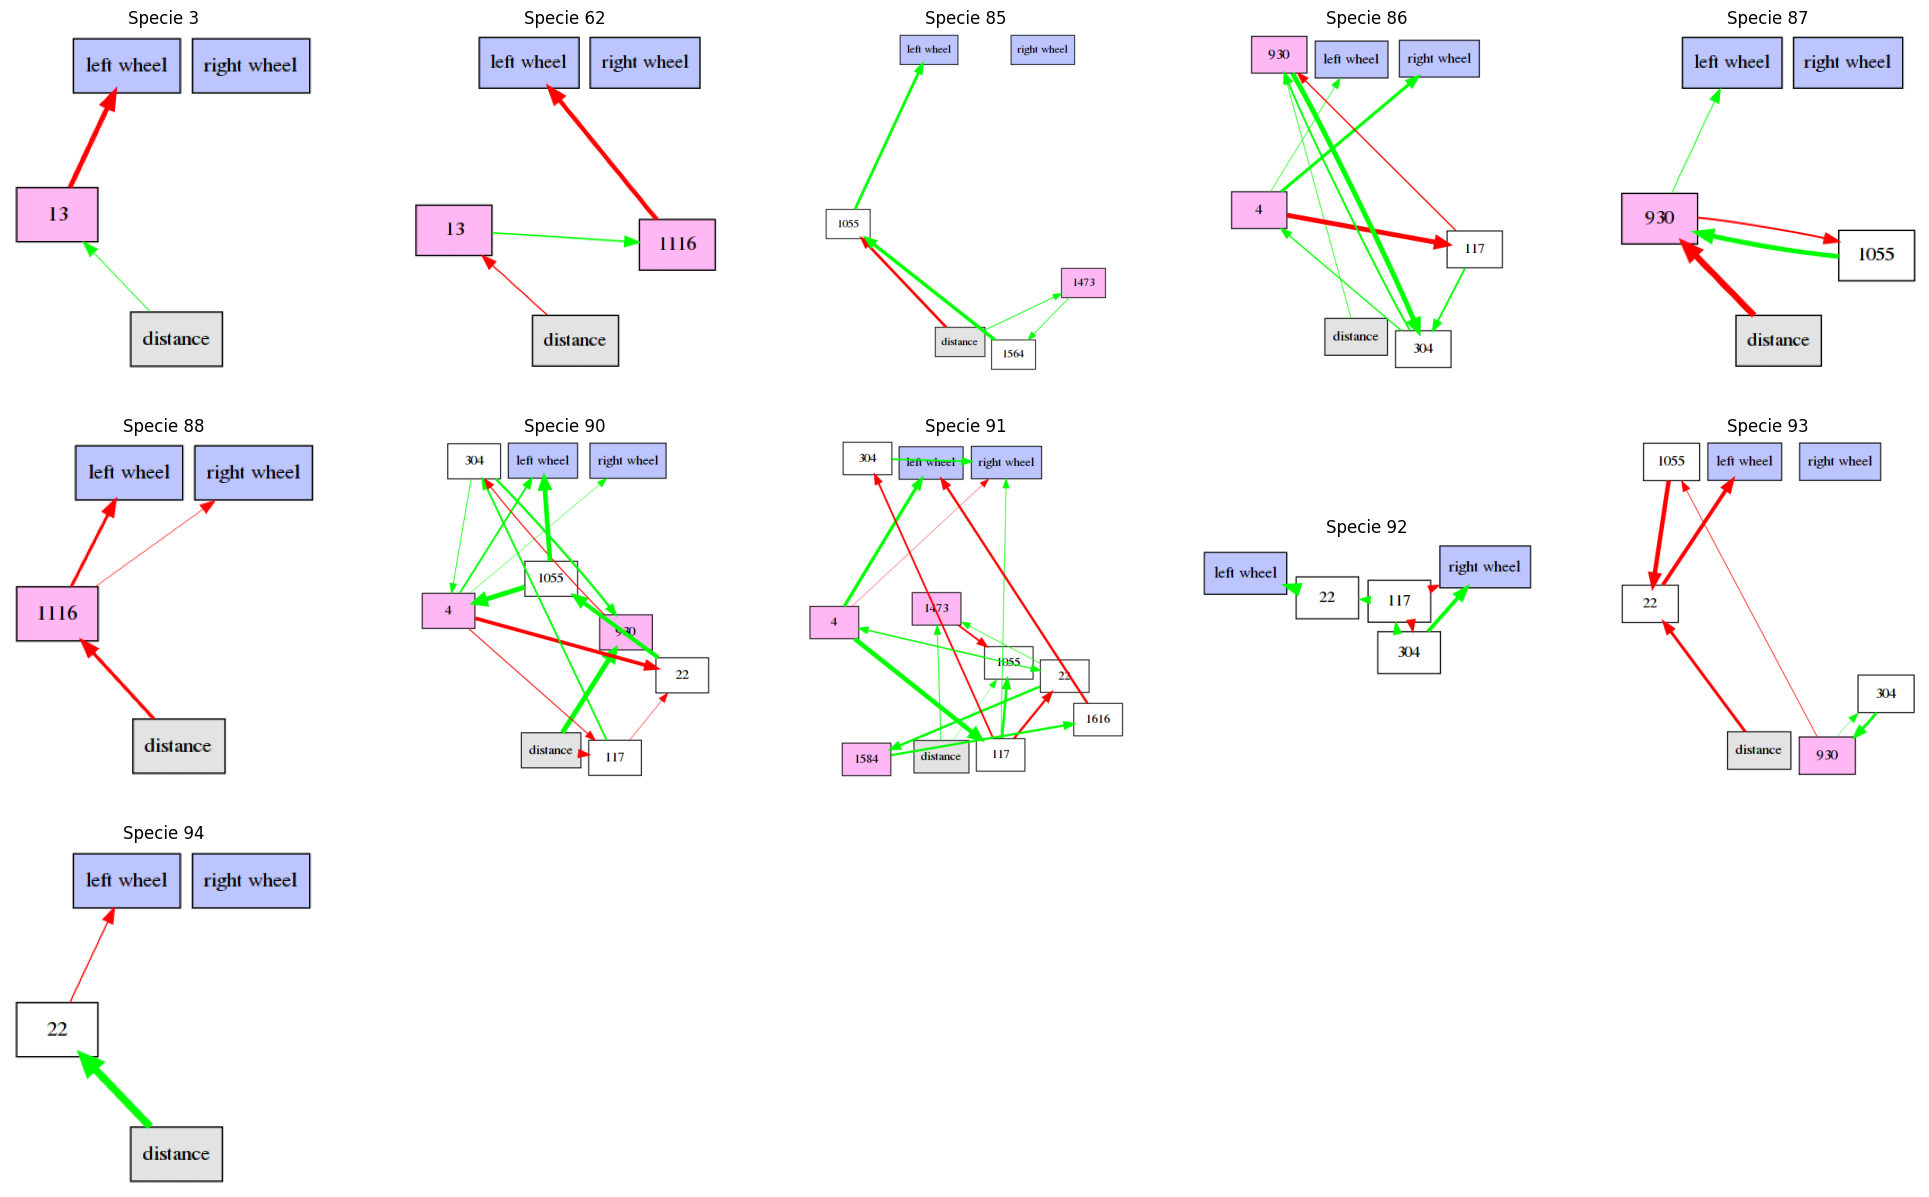 Specie 3
left wheel
right wheel
13
distance
Specie 62
left wheel
right wheel
13
1116
distance
Specie 85
left wheel
right wheel
1055
1473
distance
1564
Specie 86
930
left wheel
right wheel
4
117
distance
304
Specie 87
left wheel
right wheel
930
1055
distance
Specie 88
left wheel
right wheel
1116
distance
Specie 90
304
left wheel
right wheel
1055
4
930
22
distance
117
Specie 91
304
left wheel
right wheel
4
1473
1055
22
1616
1584
distance
117
Specie 92
left wheel
22
117
right wheel
304
Specie 93
1055
left wheel
right wheel
22
304
distance
930
Specie 94
left wheel
right wheel
22
distance